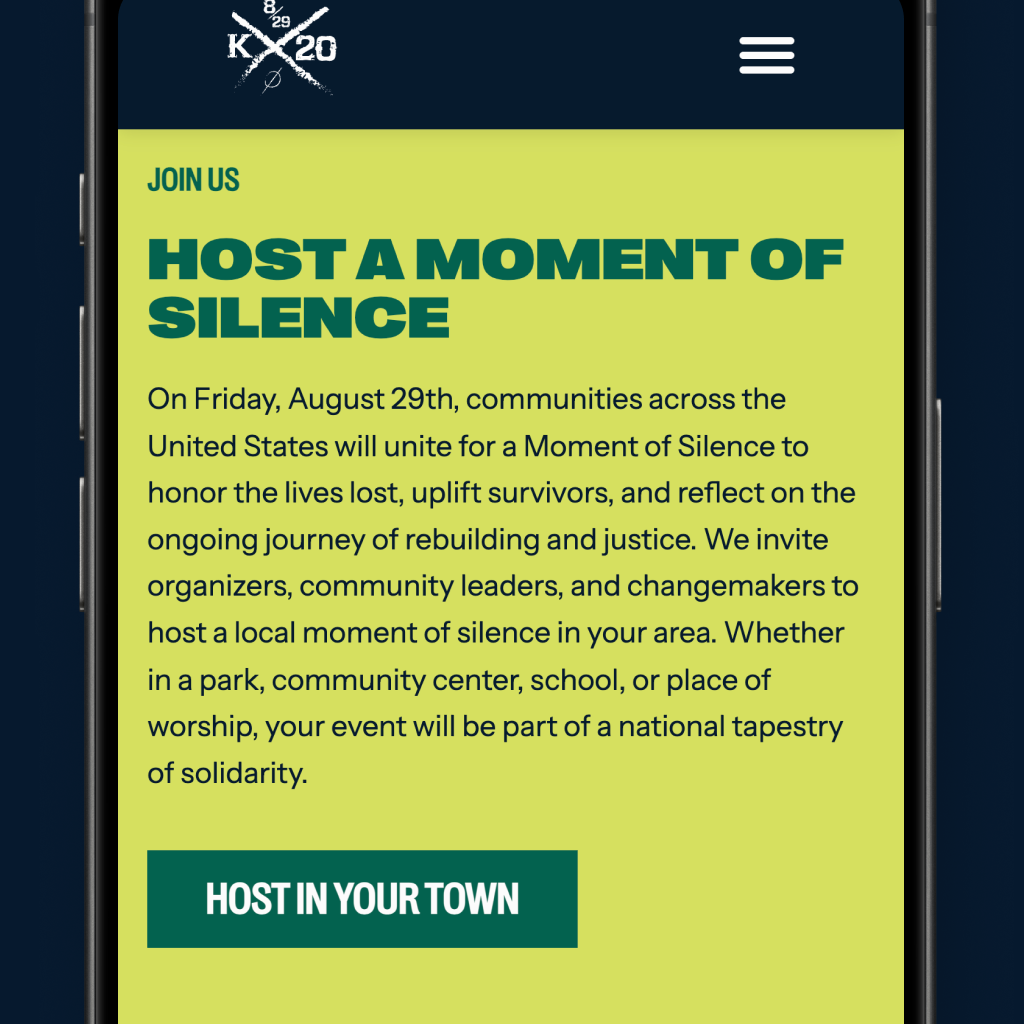 8/29
K 20
JOIN US
HOST A MOMENT OF
SILENCE
On Friday, August 29th, communities across the
United States will unite for a Moment of Silence to
honor the lives lost, uplift survivors, and reflect on the
ongoing journey of rebuilding and justice. We invite
organizers, community leaders, and changemakers to
host a local moment of silence in your area. Whether
in a park, community center, school, or place of
worship, your event will be part of a national tapestry
of solidarity.
HOST IN YOUR TOWN